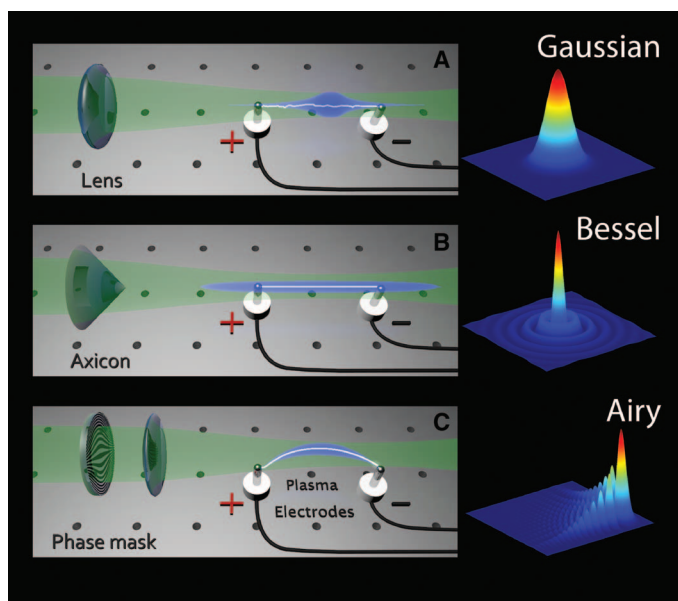 A
Gaussian
+
−
Lens
B
Bessel
+
−
Axicon
C
Airy
+
−
Plasma
Electrodes
Phase mask